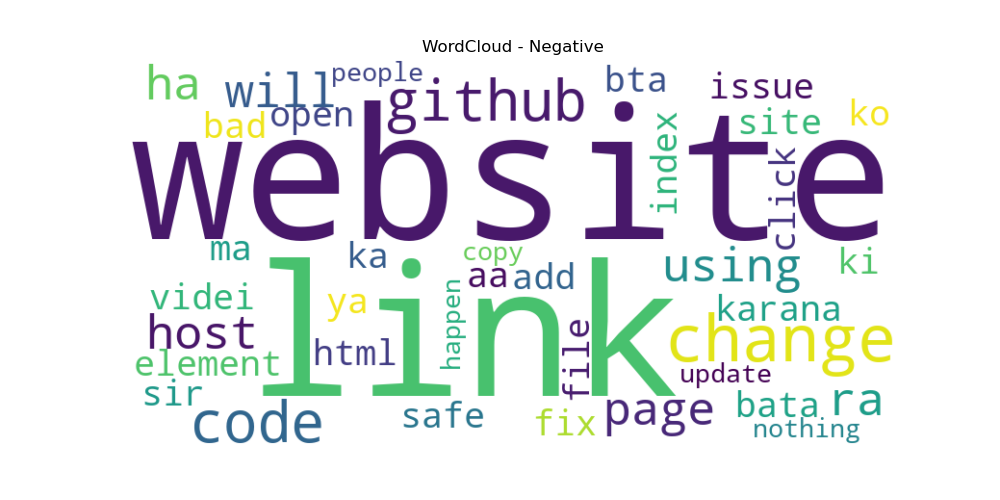 WordCloud - Negative
people
ha
will
github
bta
issue
open
bad
site
ko
website
index
click
ma
ka
copy
using
ki
aa
add
videi
ya
happen
karana
host
html
link
file
change
element
update
sir
code
safe
fix
page
bata
ra
nothing